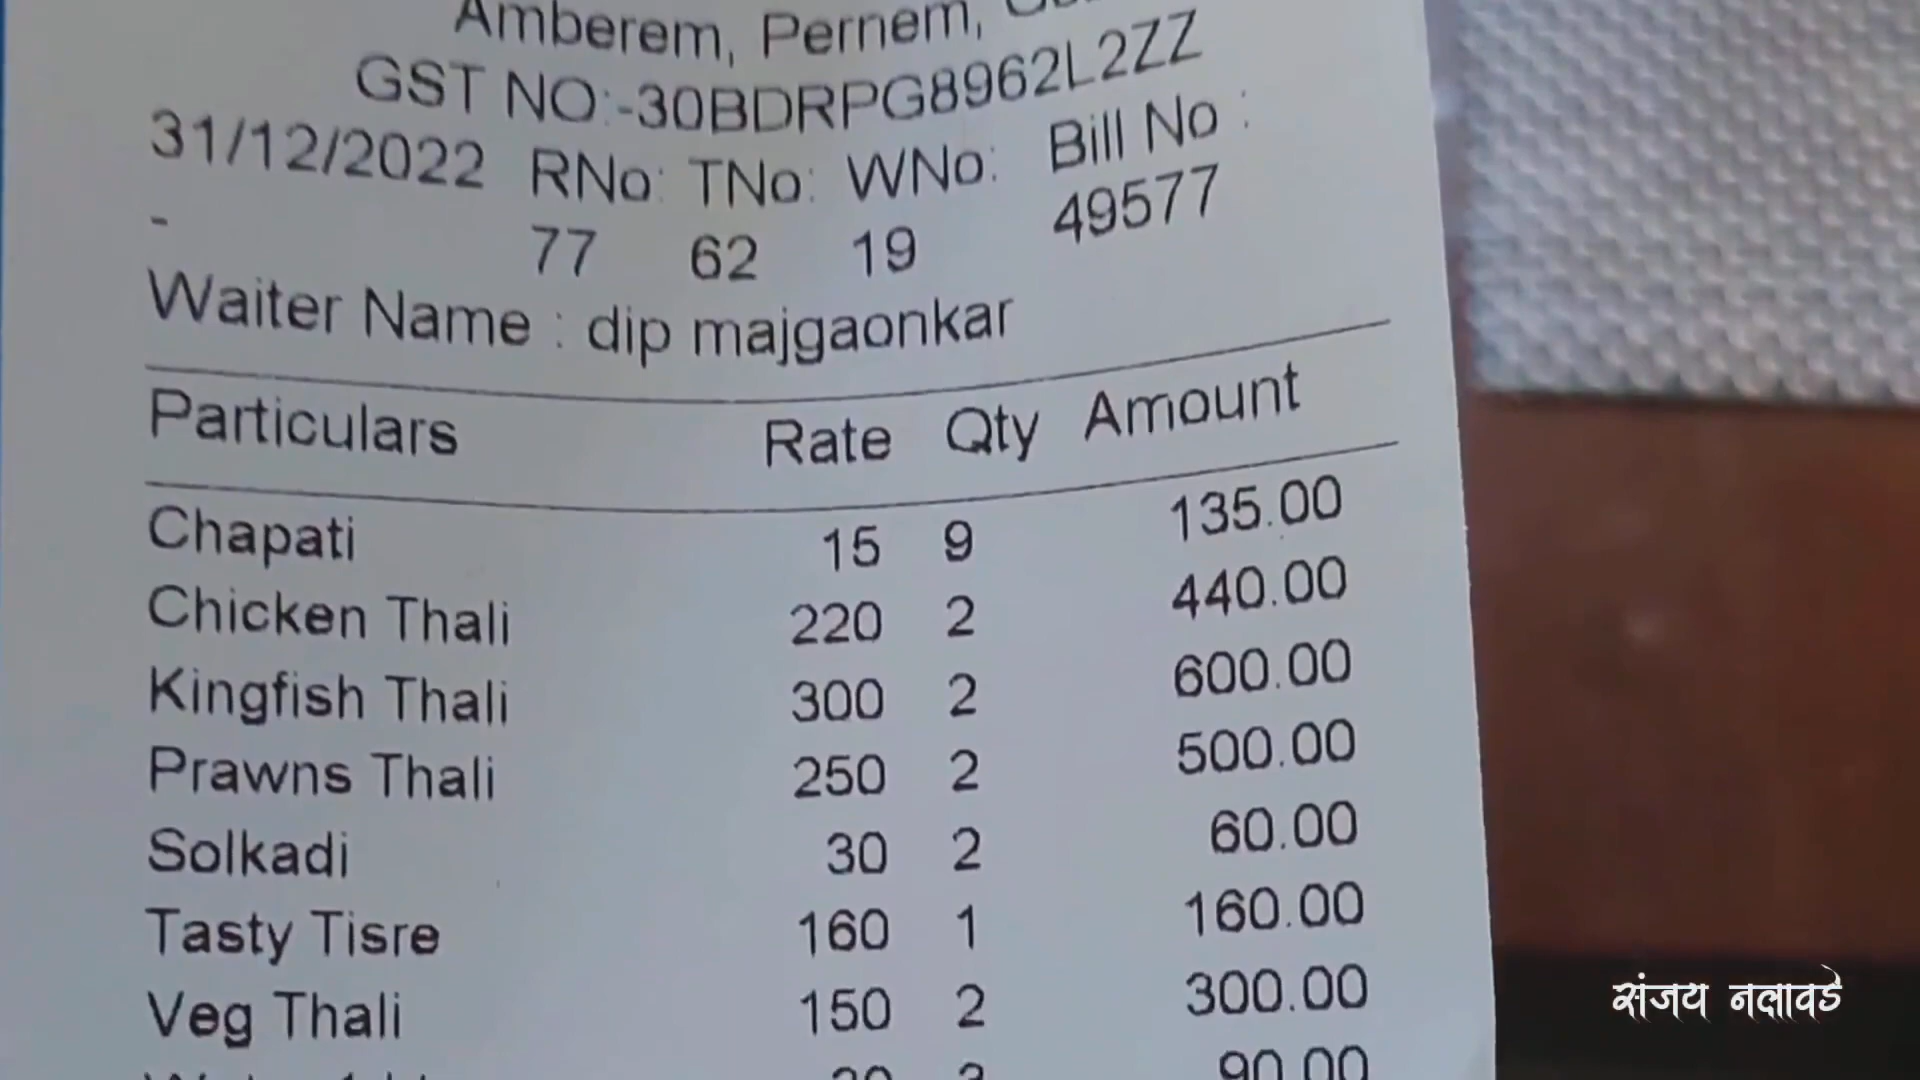 Amberem, Pernem,
GST NO:-30BDRPG8962L2ZZ
31/12/2022 RNo: TNo: WNo: Bill No :
- 77 62 19 49577
Waiter Name : dip majgaonkar
Particulars Rate Qty Amount
Chapati 15 9 135.00
Chicken Thali 220 2 440.00
Kingfish Thali 300 2 600.00
Prawns Thali 250 2 500.00
Solkadi 30 2 60.00
Tasty Tisre 160 1 160.00
Veg Thali 150 2 300.00
90.00
संजय नलावडे